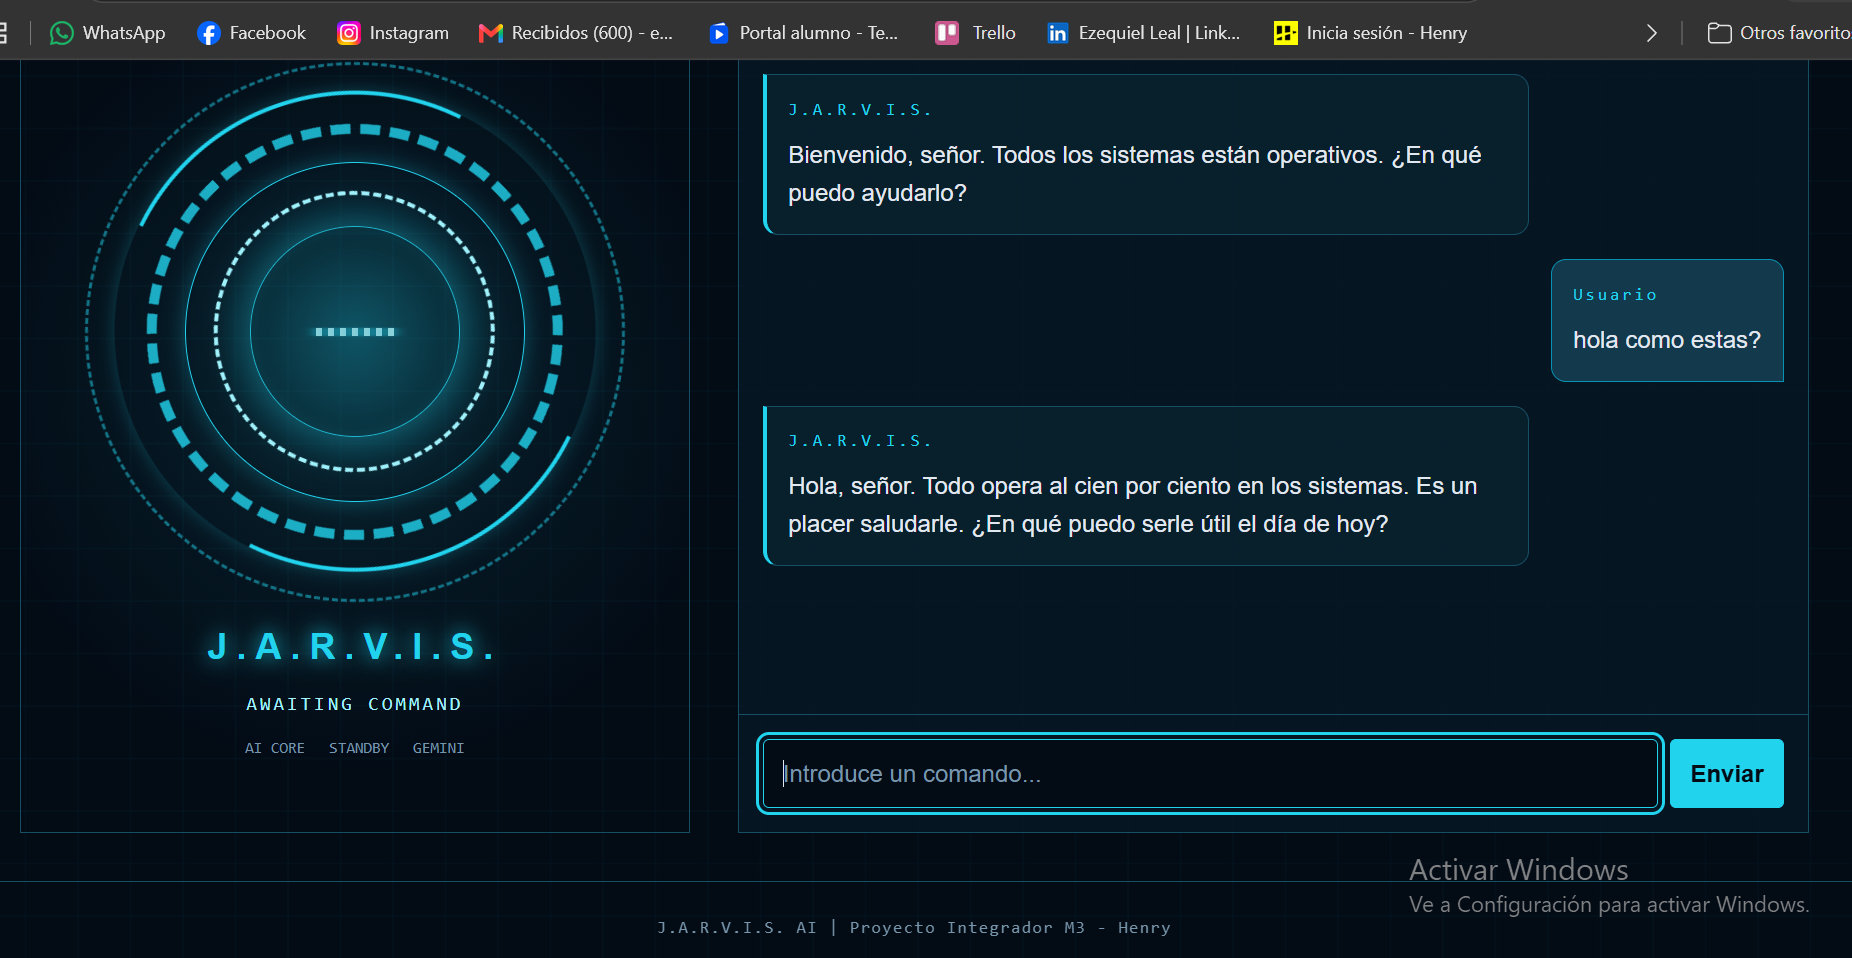 WhatsApp
Facebook
Instagram
Recibidos (600) - e...
Portal alumno - Te...
Trello
Ezequiel Leal | Link...
Inicia sesión - Henry
Otros favorito
J.A.R.V.I.S.
AWAITING COMMAND
AI CORE STANDBY GEMINI
J.A.R.V.I.S.
Bienvenido, señor. Todos los sistemas están operativos. ¿En qué
puedo ayudarlo?
Usuario
hola como estas?
J.A.R.V.I.S.
Hola, señor. Todo opera al cien por ciento en los sistemas. Es un
placer saludarle. ¿En qué puedo serle útil el día de hoy?
Introduce un comando...
Enviar
Activar Windows
Ve a Configuración para activar Windows.
J.A.R.V.I.S. AI | Proyecto Integrador M3 - Henry